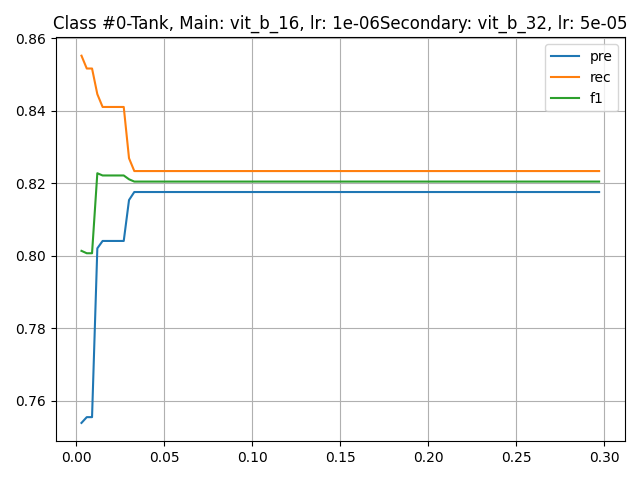 Class #0-Tank, Main: vit_b_16, lr: 1e-06Secondary: vit_b_32, lr: 5e-05
pre
rec
f1
0.86
0.84
0.82
0.80
0.78
0.76
0.00 0.05 0.10 0.15 0.20 0.25 0.30